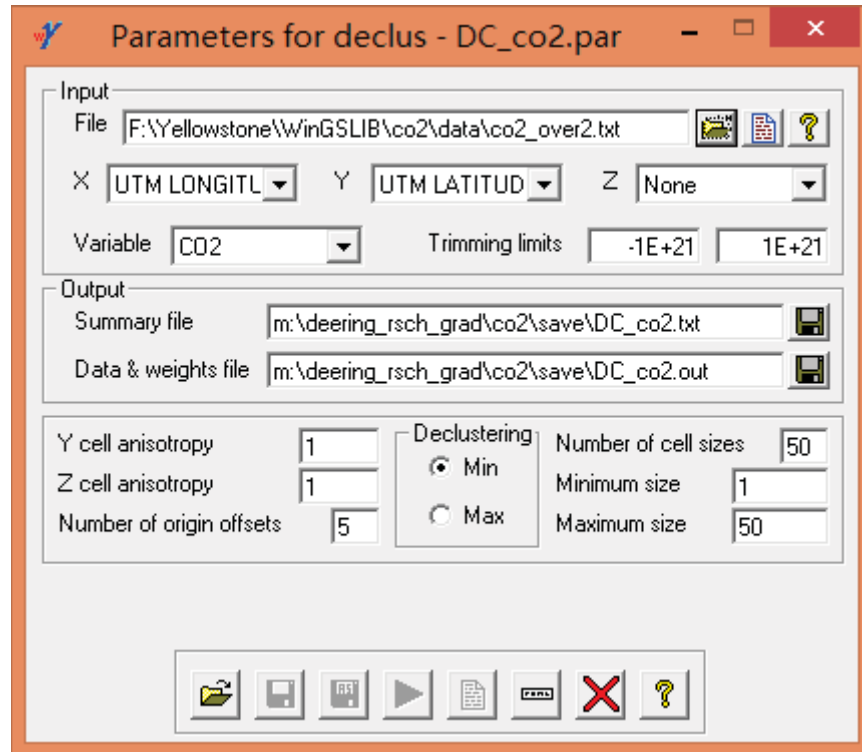 Parameters for declus - DC_co2.par
Input
File F:\Yellowstone\WinGSLIB\co2\data\co2_over2.txt
X UTM LONGITL Y UTM LATITUD Z None
Variable CO2 Trimming limits -1E+21 1E+21
Output
Summary file m:\deering_rsch_grad\co2\save\DC_co2.txt
Data & weights file m:\deering_rsch_grad\co2\save\DC_co2.out
Y cell anisotropy 1 Declustering Number of cell sizes 50
Min
Z cell anisotropy 1 Minimum size 1
Number of origin offsets 5 Max Maximum size 50